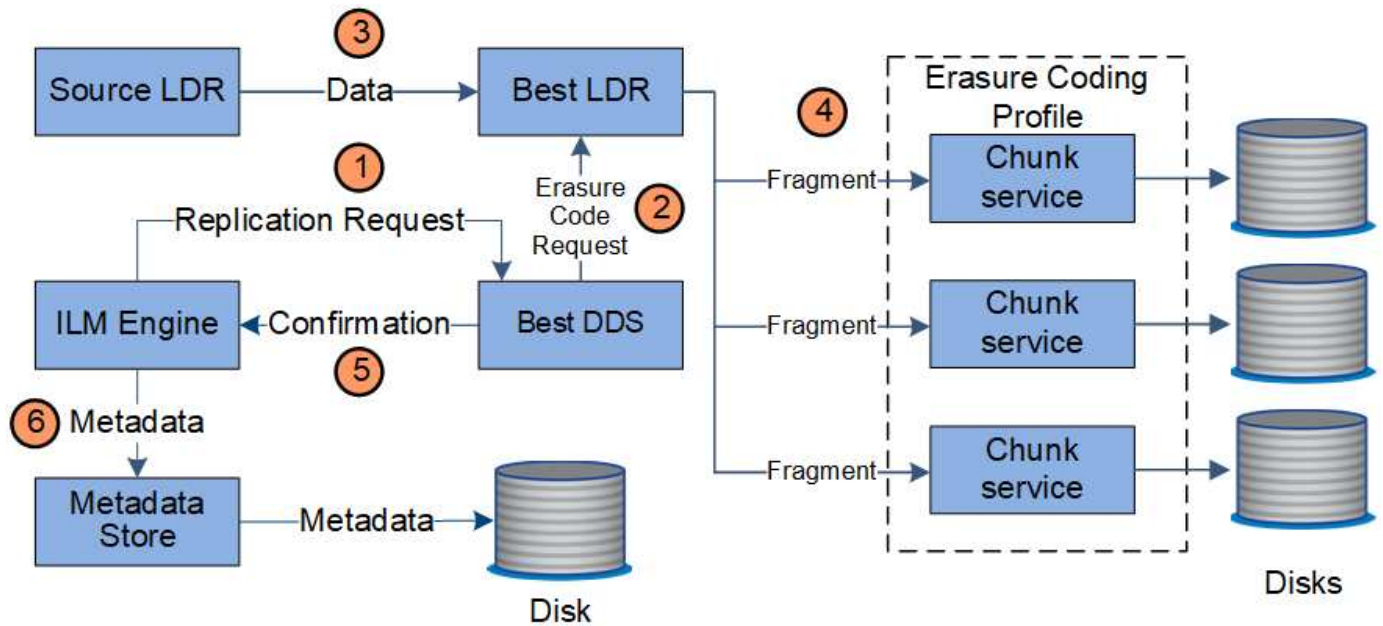 3
Source LDR
Data
Best LDR
Erasure Coding
Profile
4
Chunk
service
Fragment
1
Replication Request
Erasure
Code
Request
2
ILM Engine
Confirmation
Best DDS
5
Fragment
Chunk
service
6
Metadata
Metadata
Store
Metadata
Disk
Fragment
Chunk
service
Disks